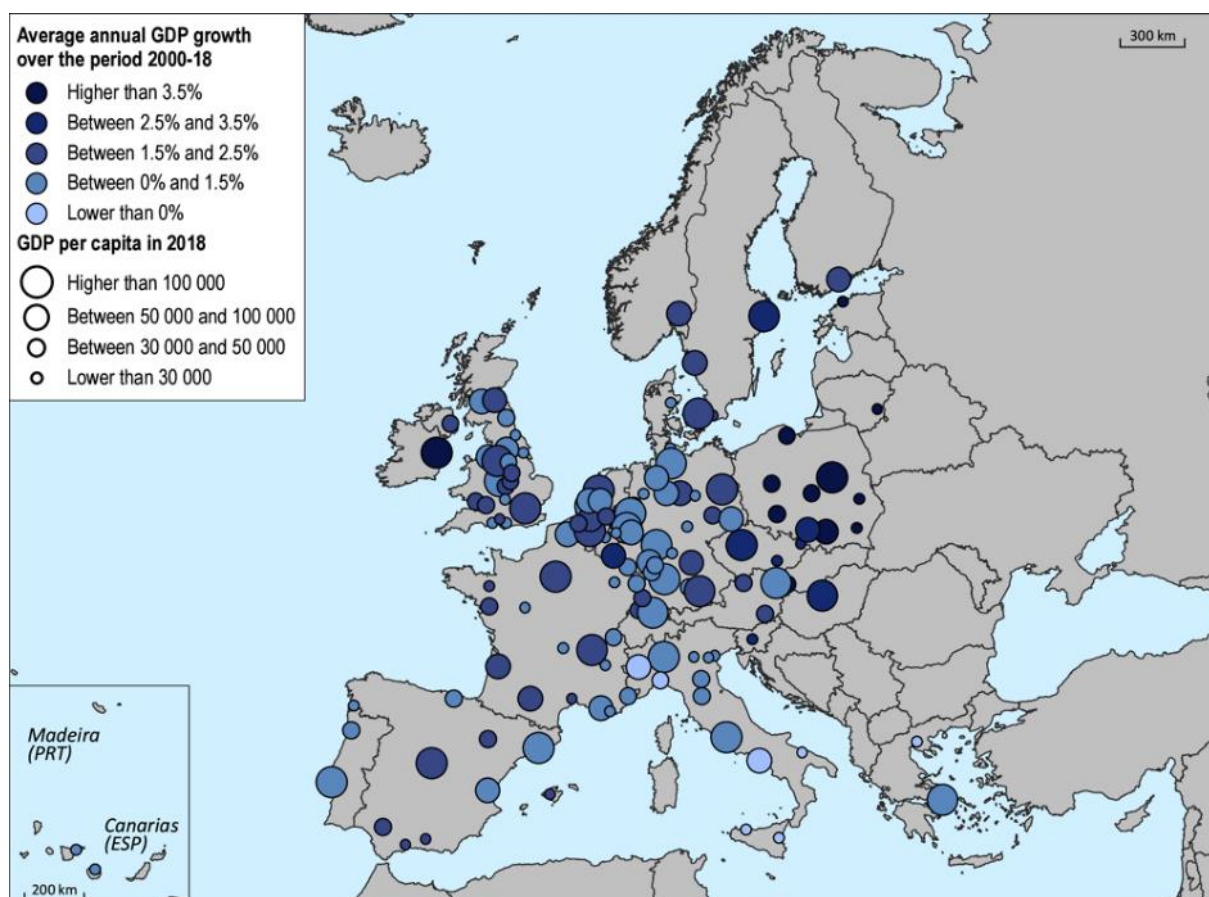 Average annual GDP growth
over the period 2000-18
Higher than 3.5%
Between 2.5% and 3.5%
Between 1.5% and 2.5%
Between 0% and 1.5%
Lower than 0%
GDP per capita in 2018
Higher than 100 000
Between 50 000 and 100 000
Between 30 000 and 50 000
Lower than 30 000
300 km
Madeira
(PRT)
Canarias
(ESP)
200 km